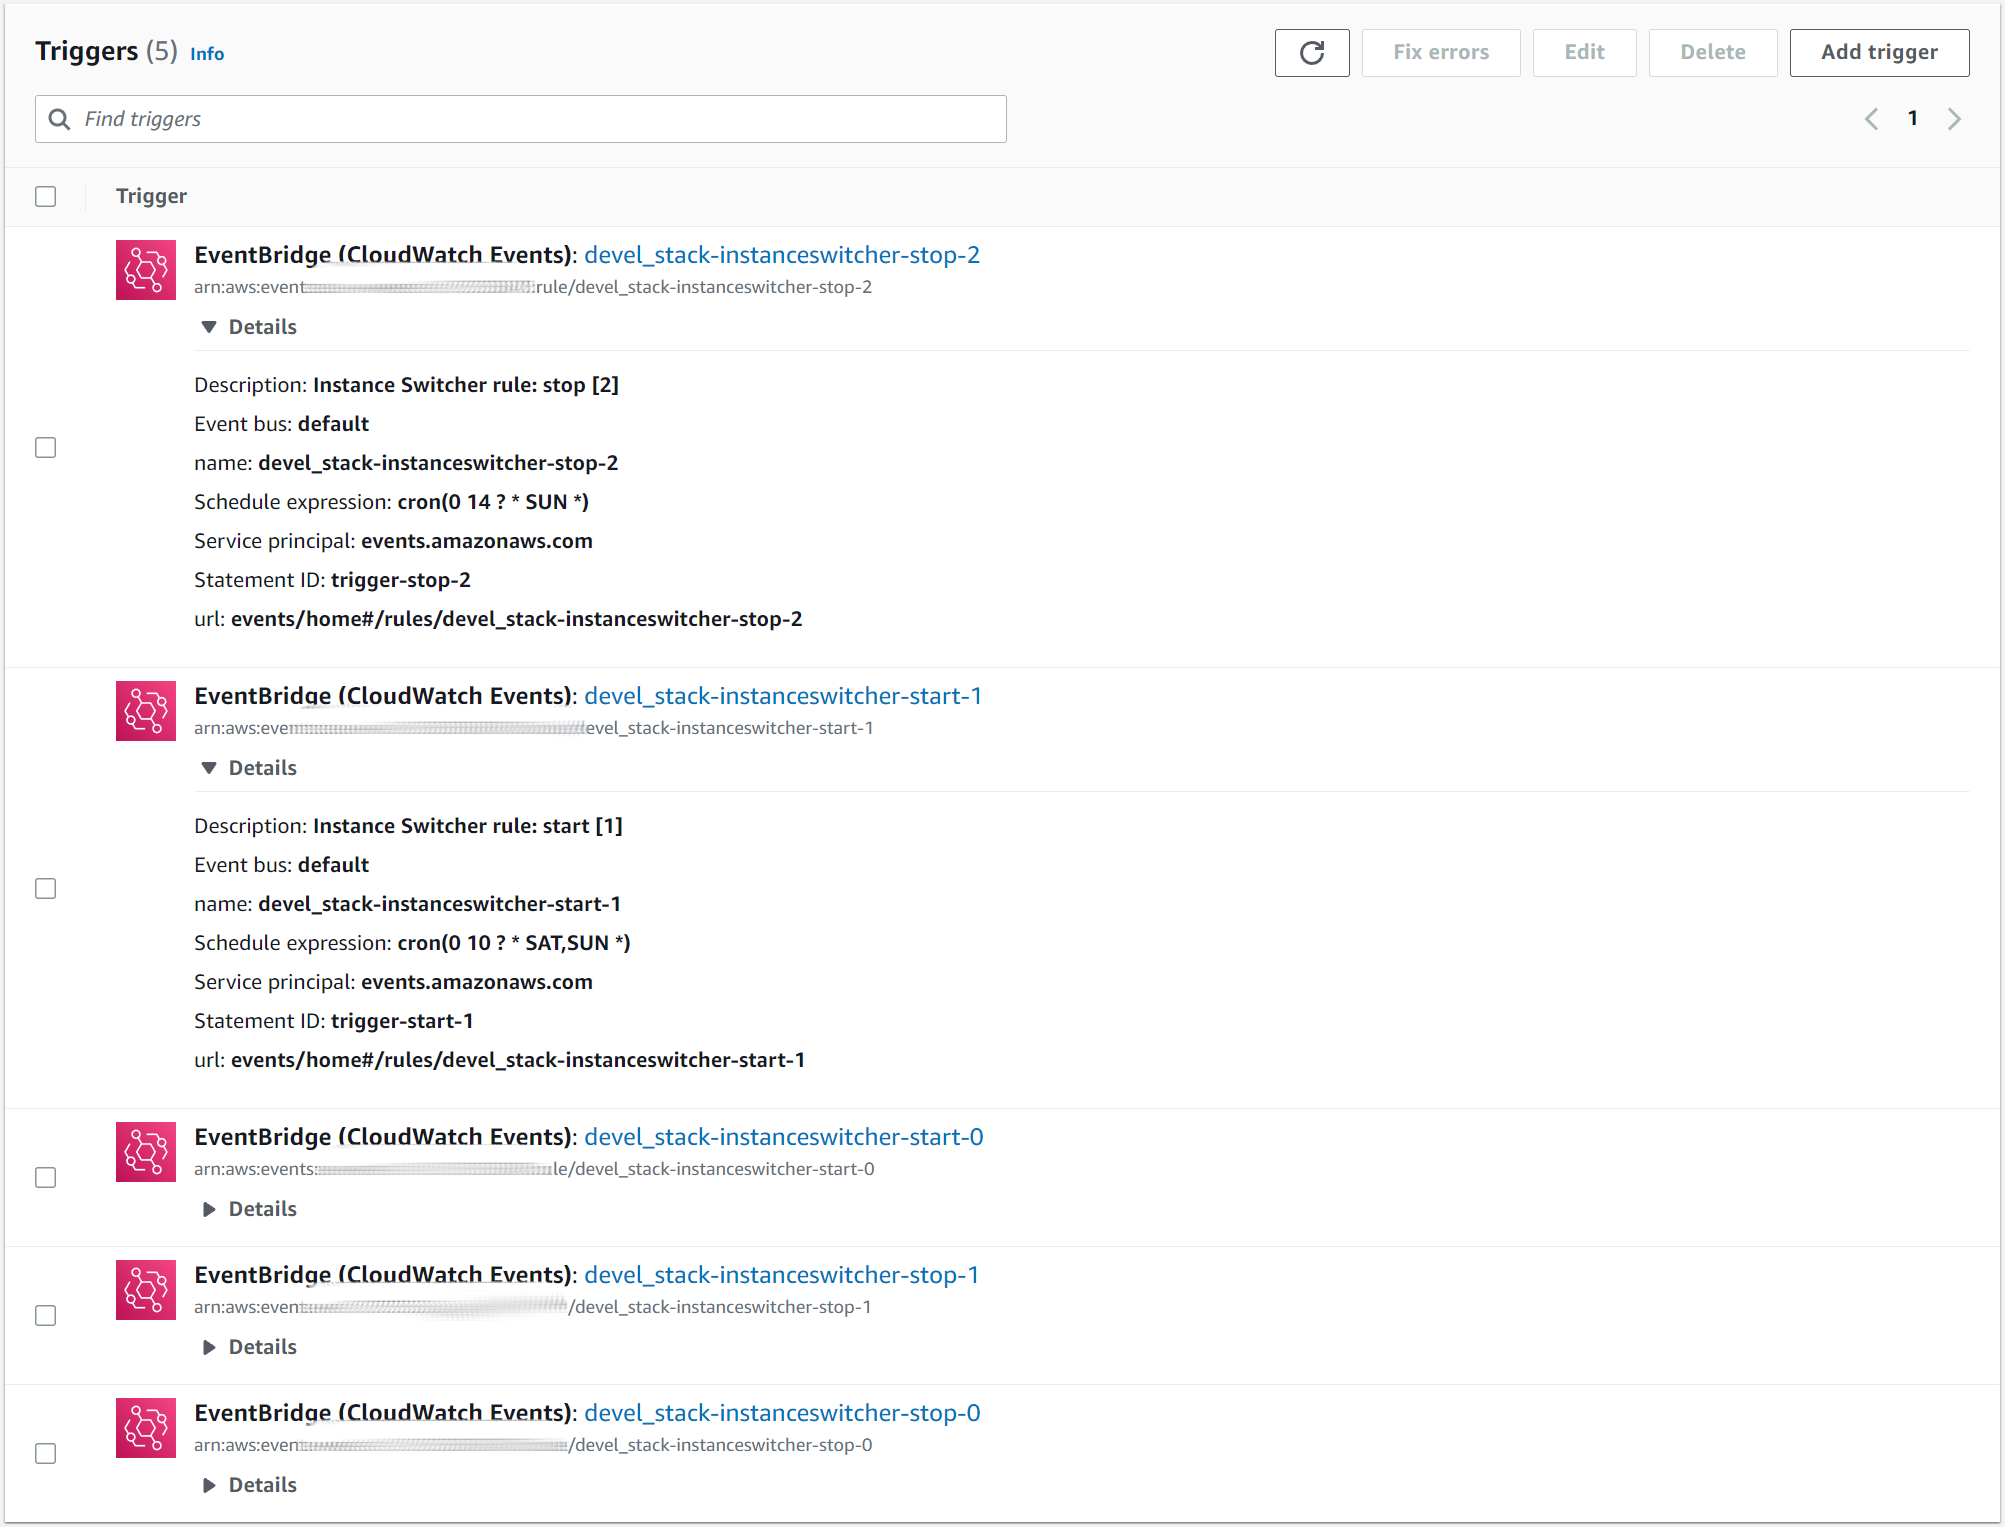 Triggers (5) Info
Fix errors Edit Delete Add trigger
Find triggers
1
Trigger
EventBridge (CloudWatch Events): devel_stack-instanceswitcher-stop-2
arn:aws:event rule/devel_stack-instanceswitcher-stop-2
Details
Description: Instance Switcher rule: stop [2]
Event bus: default
name: devel_stack-instanceswitcher-stop-2
Schedule expression: cron(0 14 ? * SUN *)
Service principal: events.amazonaws.com
Statement ID: trigger-stop-2
url: events/home#/rules/devel_stack-instanceswitcher-stop-2
EventBridge (CloudWatch Events): devel_stack-instanceswitcher-start-1
arn:aws:eve evel_stack-instanceswitcher-start-1
Details
Description: Instance Switcher rule: start [1]
Event bus: default
name: devel_stack-instanceswitcher-start-1
Schedule expression: cron(0 10 ? * SAT,SUN *)
Service principal: events.amazonaws.com
Statement ID: trigger-start-1
url: events/home#/rules/devel_stack-instanceswitcher-start-1
EventBridge (CloudWatch Events): devel_stack-instanceswitcher-start-0
arn:aws:events: le/devel_stack-instanceswitcher-start-0
Details
EventBridge (CloudWatch Events): devel_stack-instanceswitcher-stop-1
arn:aws:event /devel_stack-instanceswitcher-stop-1
Details
EventBridge (CloudWatch Events): devel_stack-instanceswitcher-stop-0
arn:aws:event /devel_stack-instanceswitcher-stop-0
Details